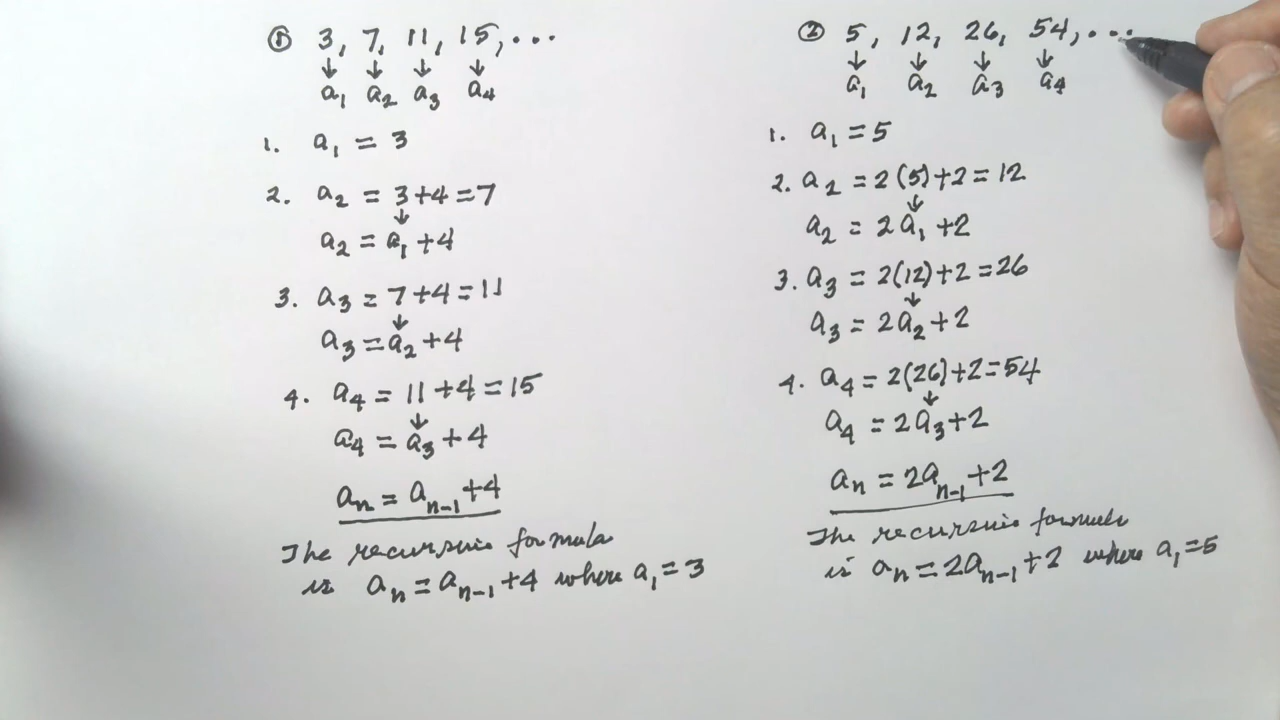 ① 3, 7, 11, 15, ...
↓ ↓ ↓ ↓
a₁ a₂ a₃ a₄
1. a₁ = 3
2. a₂ = 3+4=7
↓
a₂ = a₁ +4
3. a₃ = 7+4=11
↓
a₃ = a₂ +4
4. a₄ = 11+4=15
↓
a₄ = a₃ +4
aₙ = aₙ₋₁ +4
The recursive formula
is aₙ = aₙ₋₁ +4 where a₁ = 3
② 5, 12, 26, 54, ...
↓ ↓ ↓ ↓
a₁ a₂ a₃ a₄
1. a₁ = 5
2. a₂ = 2(5)+2=12
↓
a₂ = 2a₁ +2
3. a₃ = 2(12)+2=26
↓
a₃ = 2a₂ +2
4. a₄ = 2(26)+2=54
↓
a₄ = 2a₃ +2
aₙ = 2aₙ₋₁ +2
The recursive formula
is aₙ = 2aₙ₋₁ +2 where a₁ = 5